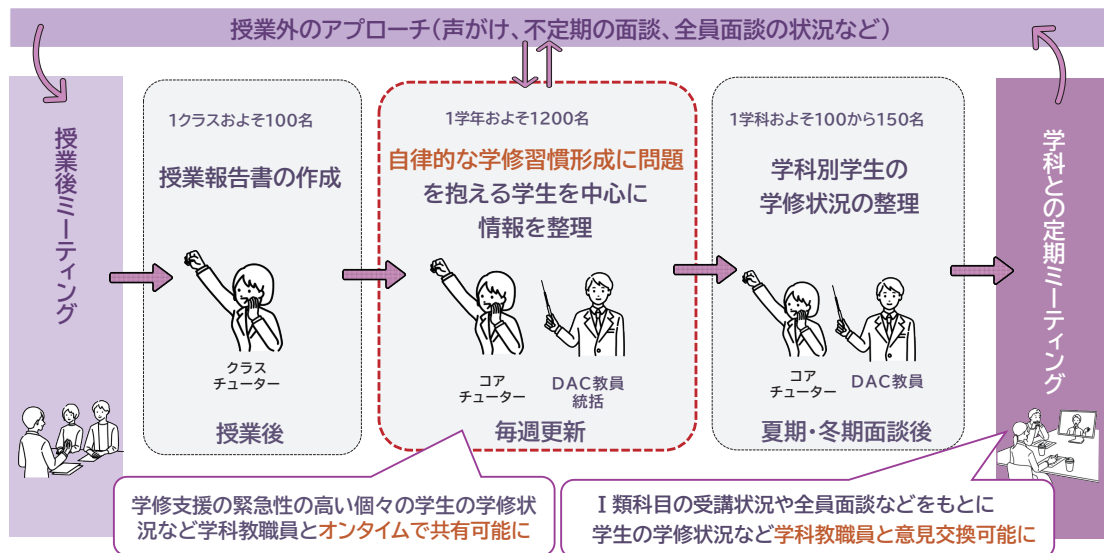 授業外のアプローチ(声がけ、不定期の面談、全員面談の状況など)
授業後ミーティング
1クラスおよそ100名
授業報告書の作成
クラス
チューター
授業後
1学年およそ1200名
自律的な学修習慣形成に問題
を抱える学生を中心に
情報を整理
コア
チューター
DAC教員
統括
毎週更新
1学科およそ100から150名
学科別学生の
学修状況の整理
コア
チューター
DAC教員
夏期・冬期面談後
学科との定期ミーティング
学修支援の緊急性の高い個々の学生の学修状
況など学科教職員とオンタイムで共有可能に
Ⅰ類科目の受講状況や全員面談などをもとに
学生の学修状況など学科教職員と意見交換可能に